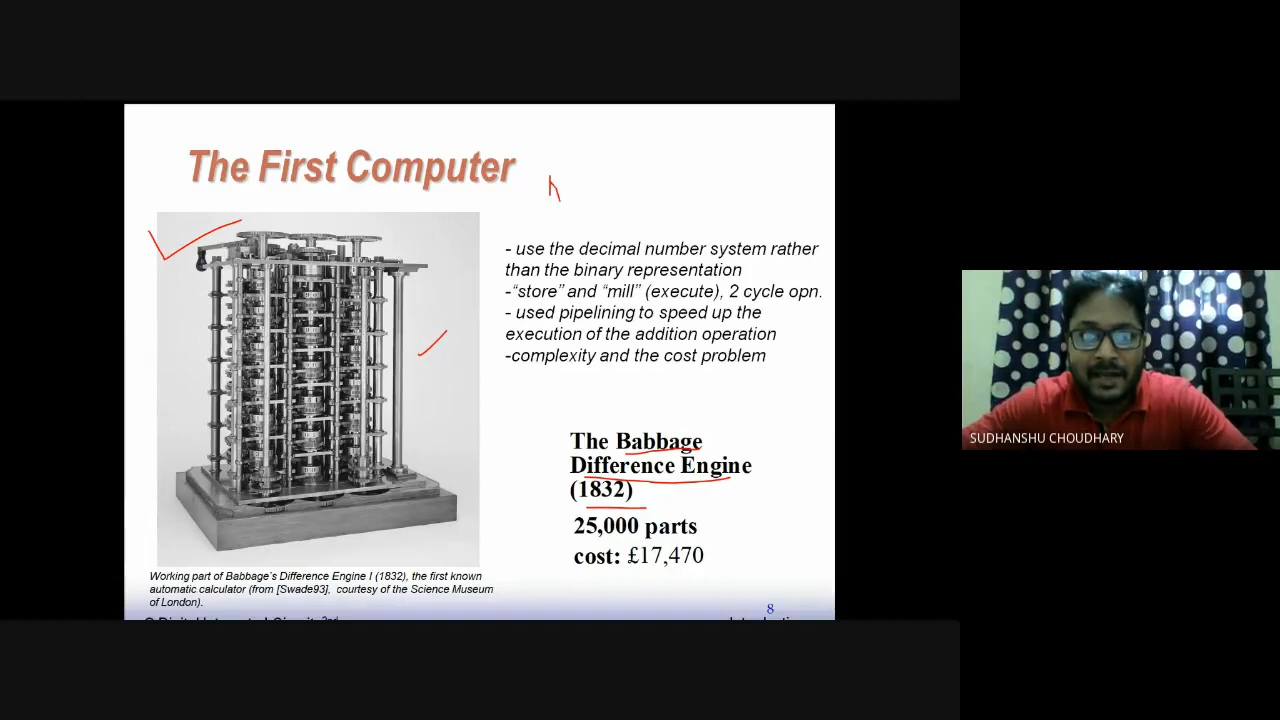 The First Computer
- use the decimal number system rather
than the binary representation
-“store” and “mill” (execute), 2 cycle opn.
- used pipelining to speed up the
execution of the addition operation
-complexity and the cost problem
The Babbage
Difference Engine
(1832)
25,000 parts
cost: £17,470
Working part of Babbage’s Difference Engine I (1832), the first known
automatic calculator (from [Swade93], courtesy of the Science Museum
of London).
8
SUDHANSHU CHOUDHARY